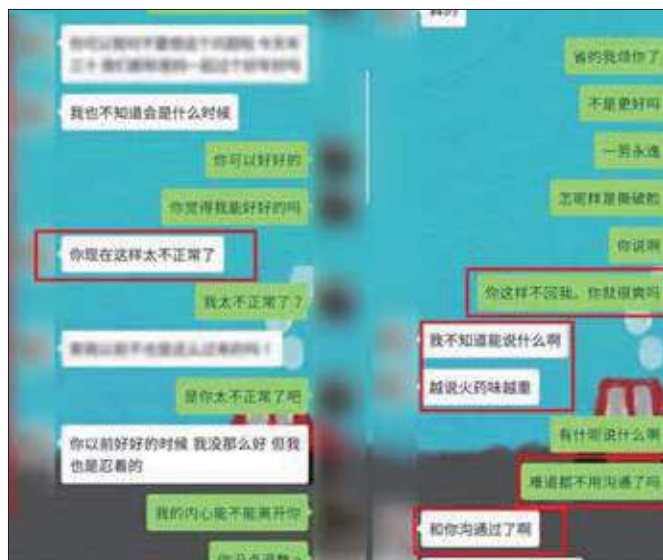 我也不知道会是什么时候
你可以好好的
你觉得我能好好的吗
你现在这样太不正常了
我太不正常了？
是你太不正常了吧
你以前好好的时候 我没那么好 但我
也是忍着的
我的内心能不能离开你
省的我烦你了
不是更好吗
一劳永逸
怎呢样是撕破脸
你说啊
你这样不回我，你就很爽吗
我不知道能说什么啊
越说火药味越重
有什呢说什么啊
难道都不用沟通了吗
和你沟通过了啊